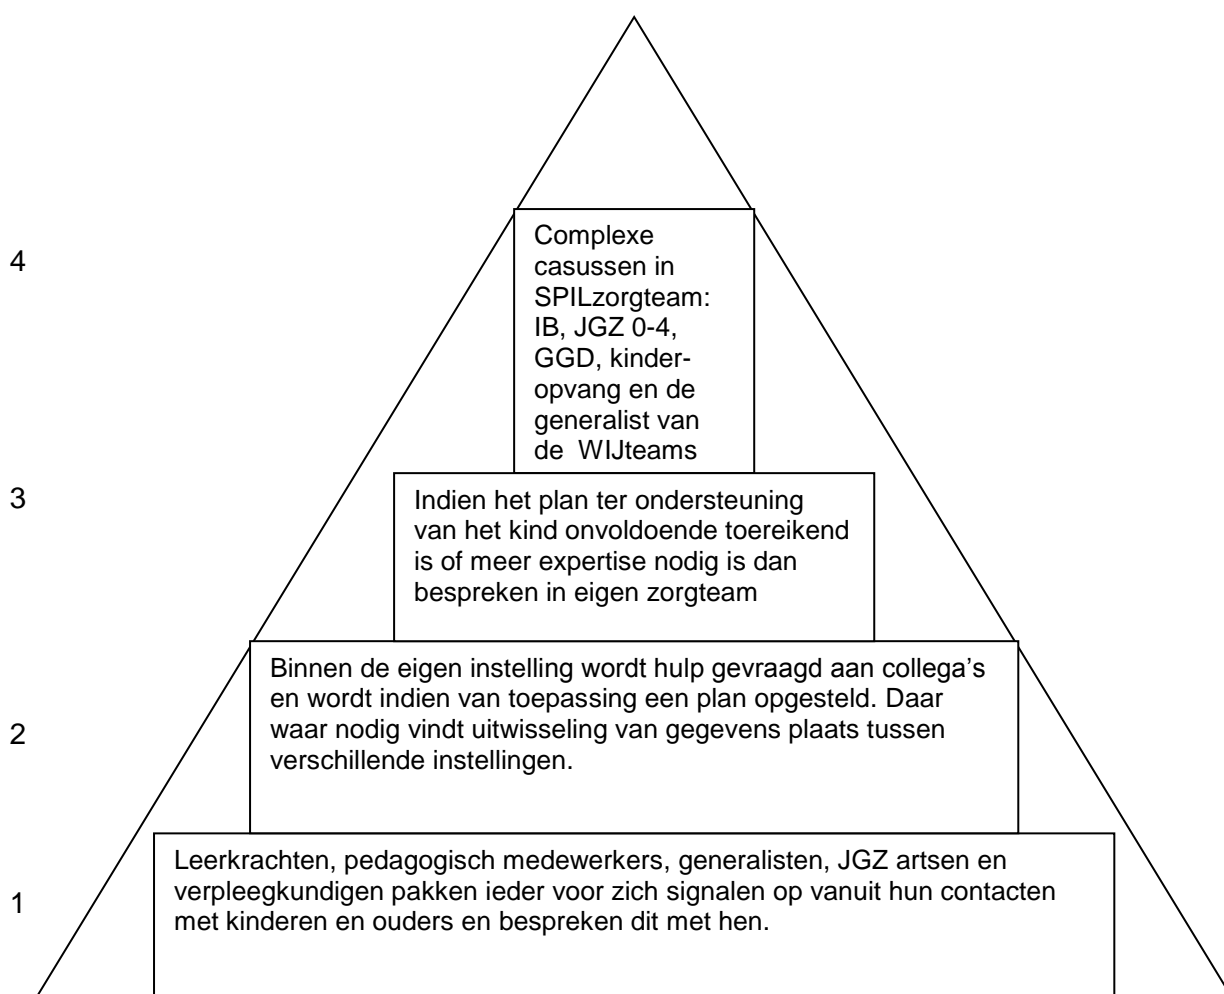 4
Complexe
casussen in
SPILzorgteam:
IB, JGZ 0-4,
GGD, kinder-
opvang en de
generalist van
de  WIJteams
3
Indien het plan ter ondersteuning
van het kind onvoldoende toereikend
is of meer expertise nodig is dan
bespreken in eigen zorgteam
2
Binnen de eigen instelling wordt hulp gevraagd aan collega’s
en wordt indien van toepassing een plan opgesteld. Daar
waar nodig vindt uitwisseling van gegevens plaats tussen
verschillende instellingen.
1
Leerkrachten, pedagogisch medewerkers, generalisten, JGZ artsen en
verpleegkundigen pakken ieder voor zich signalen op vanuit hun contacten
met kinderen en ouders en bespreken dit met hen.